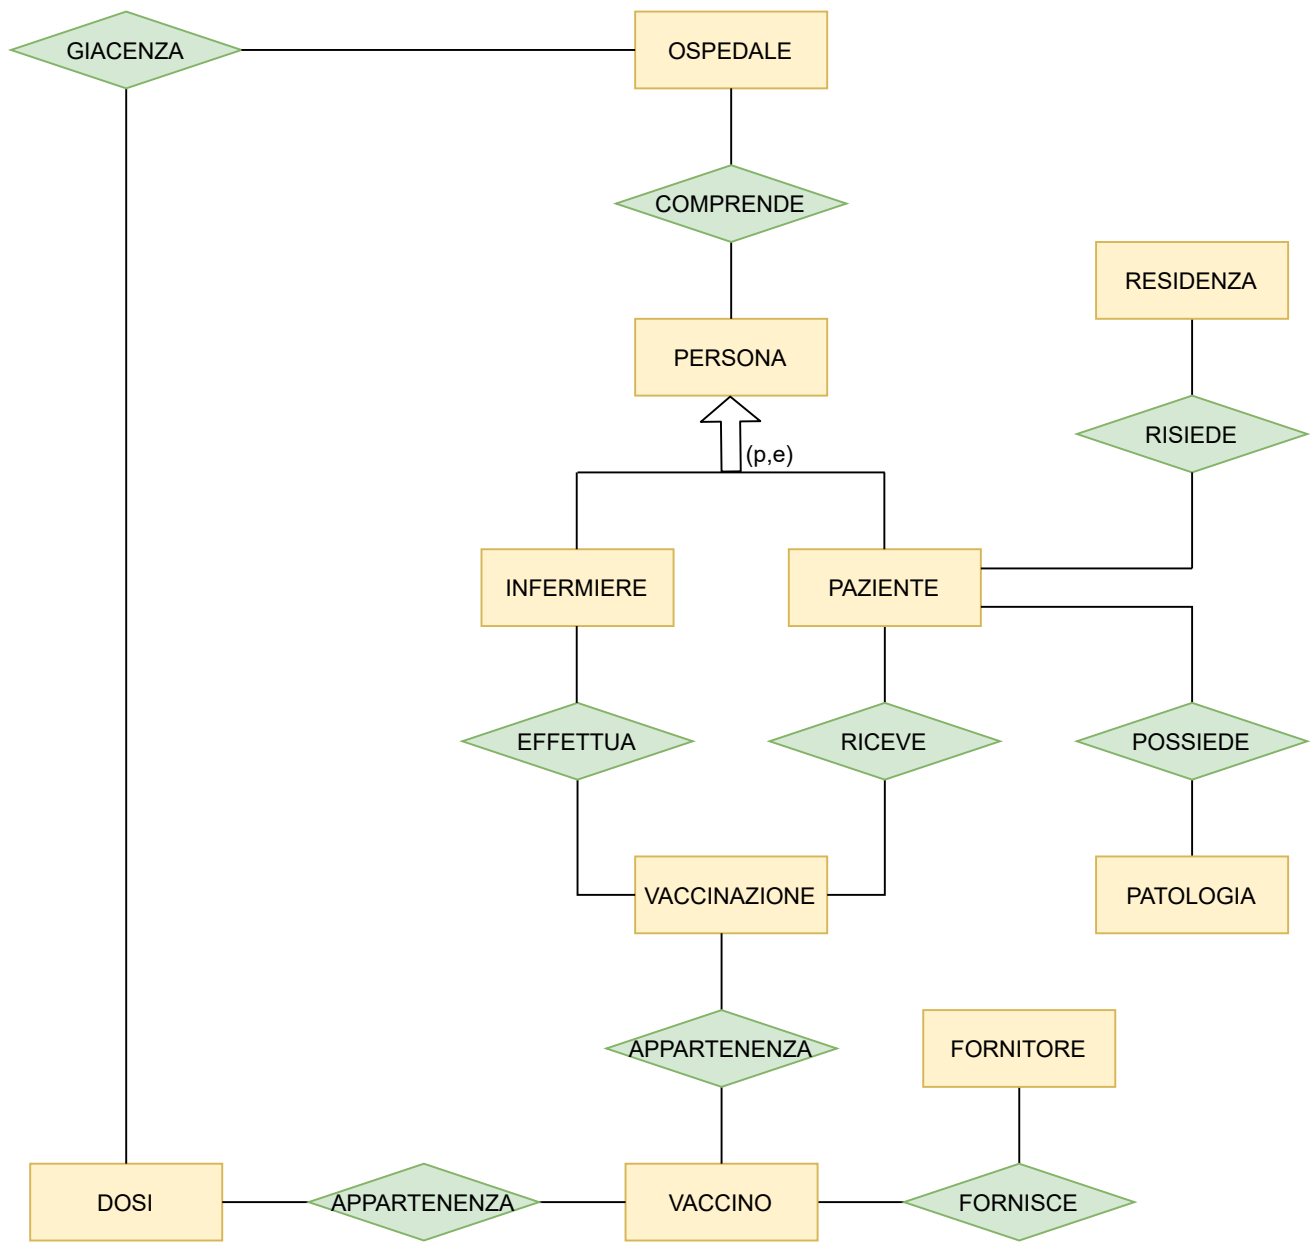 GIACENZA
OSPEDALE
COMPRENDE
RESIDENZA
PERSONA
RISIEDE
(p,e)
INFERMIERE
PAZIENTE
EFFETTUA
RICEVE
POSSIEDE
VACCINAZIONE
PATOLOGIA
APPARTENENZA
FORNITORE
DOSI
APPARTENENZA
VACCINO
FORNISCE